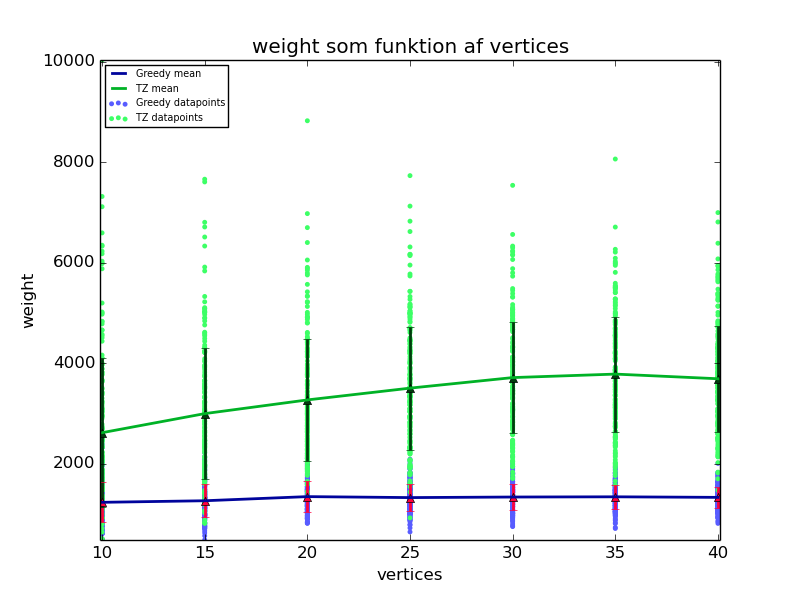 weight som funktion af vertices
10000
8000
6000
4000
2000
weight
Greedy mean
TZ mean
Greedy datapoints
TZ datapoints
10 15 20 25 30 35 40
vertices